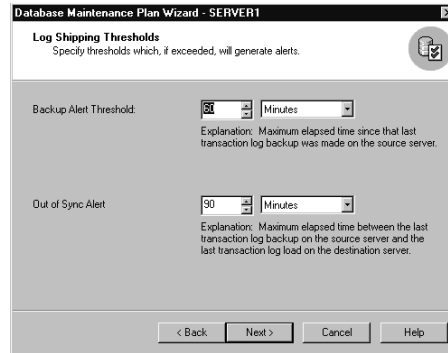 Database Maintenance Plan Wizard - SERVER1
Log Shipping Thresholds
Specify thresholds which, if exceeded, will generate alerts.
Backup Alert Threshold:
60
Minutes
Explanation: Maximum elapsed time since that last
transaction log backup was made on the source server.
Out of Sync Alert
90
Minutes
Explanation: Maximum elapsed time between the last
transaction log backup on the source server and the
last transaction log load on the destination server.
< Back
Next >
Cancel
Help